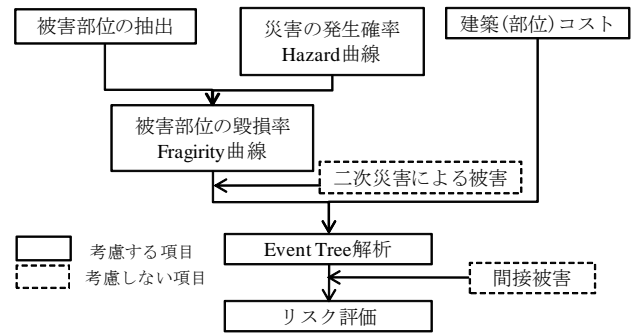 被害部位の抽出
災害の発生確率
Hazard曲線
建築(部位)コスト
被害部位の毀損率
Fragirity曲線
二次災害による被害
考慮する項目
考慮しない項目
Event Tree解析
間接被害
リスク評価